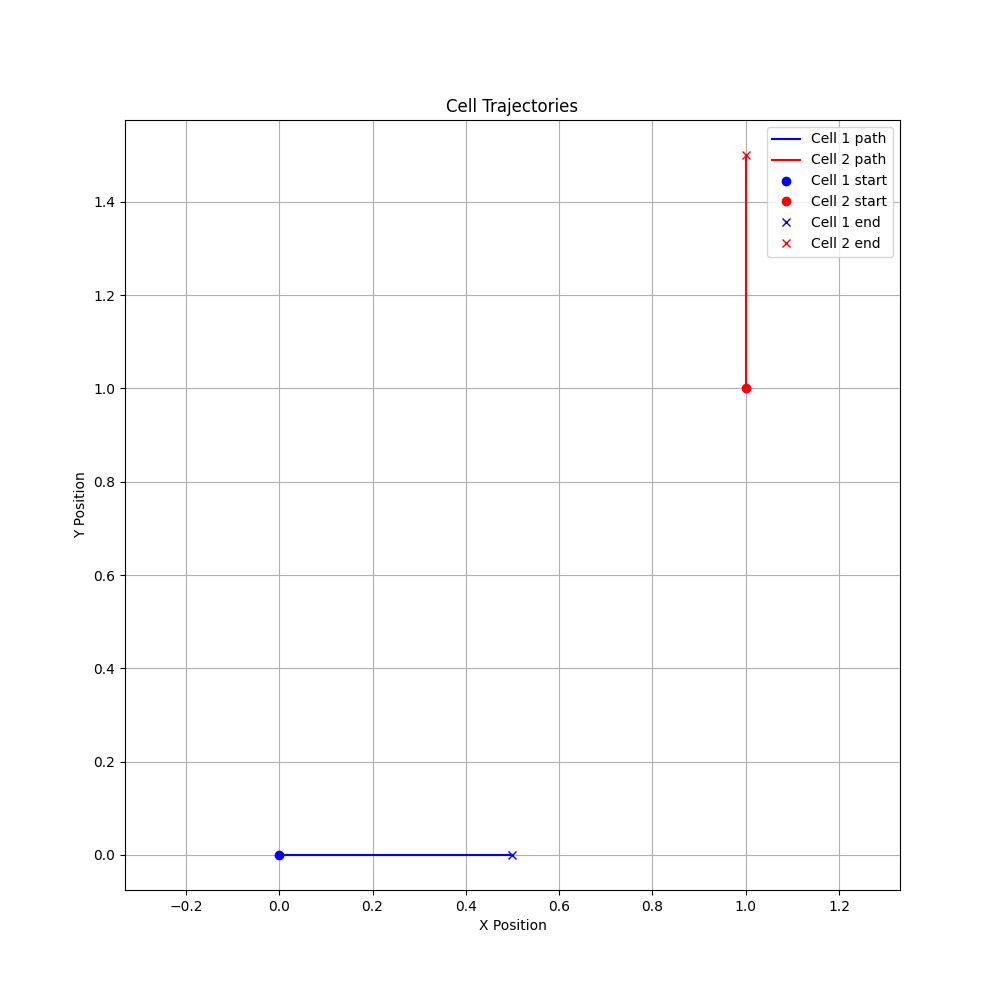 Cell Trajectories
Cell 1 path
Cell 2 path
Cell 1 start
Cell 2 start
Cell 1 end
Cell 2 end
1.4
1.2
1.0
0.8
0.6
0.4
0.2
0.0
Y Position
−0.2 0.0 0.2 0.4 0.6 0.8 1.0 1.2
X Position